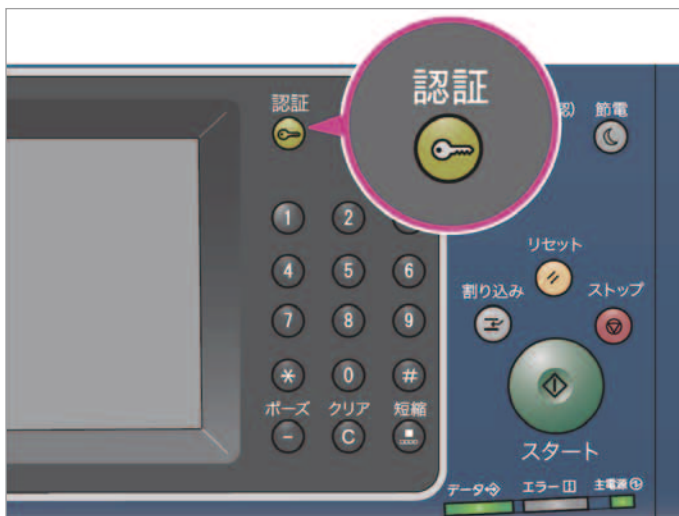 認証
認証
認)
節電
1 2
4 5 6
7 8 9
* 0 #
ポーズ クリア 短縮
- C
リセット
割り込み
ストップ
スタート
データ
エラー
主電源